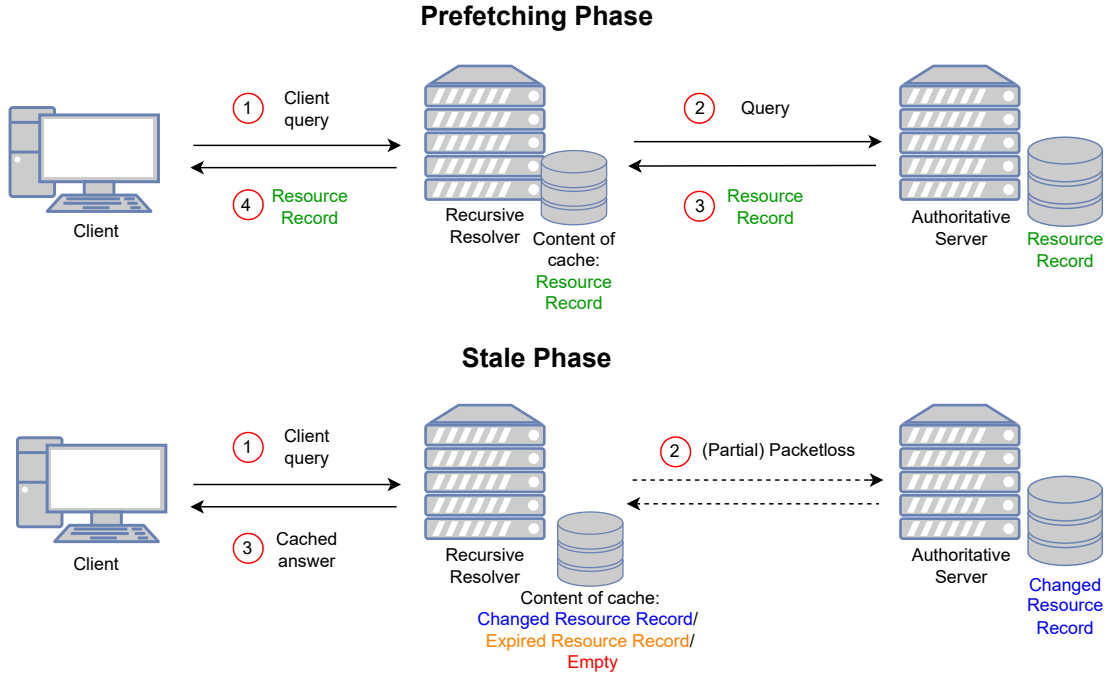 Prefetching Phase
1
Client
query
2
Query
4
Resource
Record
3
Resource
Record
Client
Recursive
Resolver
Content of
cache:
Resource
Record
Authoritative
Server
Resource
Record
Stale Phase
1
Client
query
2
(Partial) Packetloss
3
Cached
answer
Client
Recursive
Resolver
Content of cache:
Changed Resource Record/
Expired Resource Record/
Empty
Authoritative
Server
Changed
Resource
Record